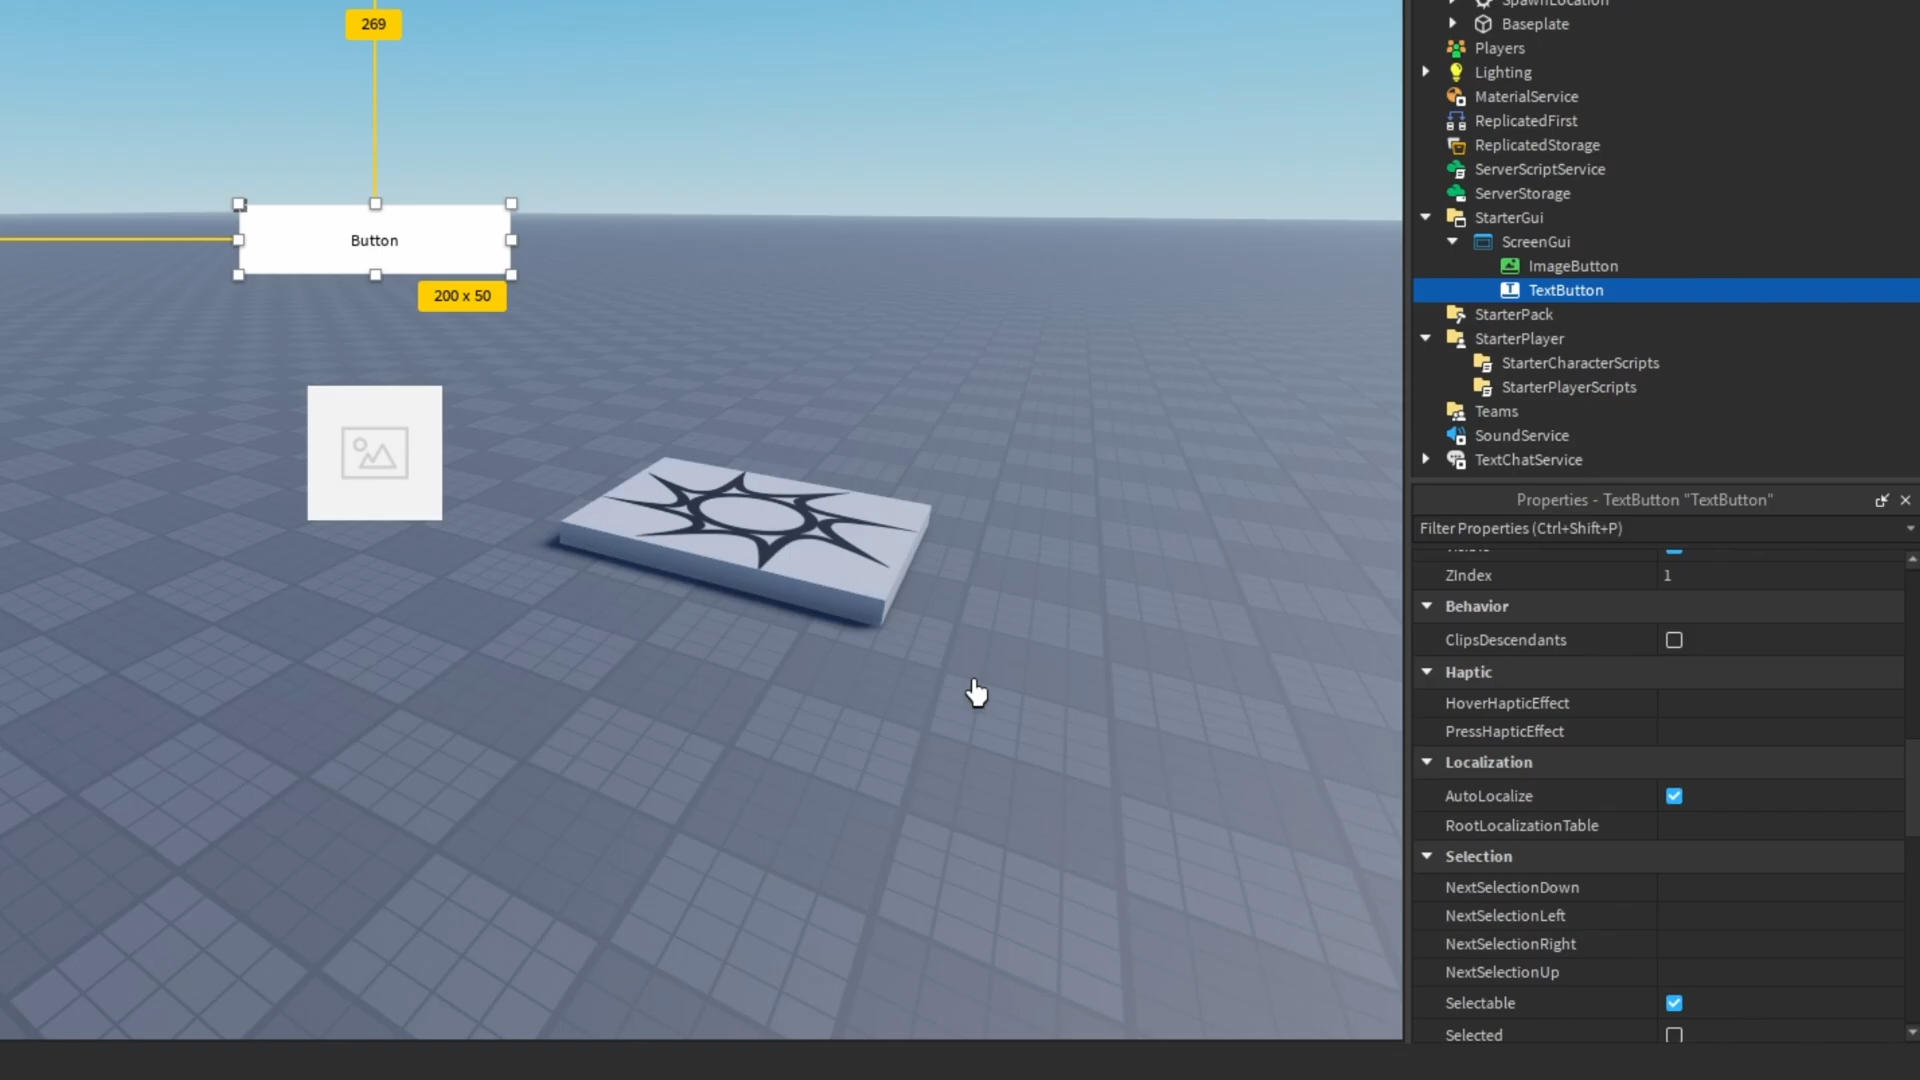 269
Button
200 x 50
SpawnLocation
Baseplate
Players
Lighting
MaterialService
ReplicatedFirst
ReplicatedStorage
ServerScriptService
ServerStorage
StarterGui
ScreenGui
ImageButton
TextButton
StarterPack
StarterPlayer
StarterCharacterScripts
StarterPlayerScripts
Teams
SoundService
TextChatService
Properties - TextButton "TextButton"
Filter Properties (Ctrl+Shift+P)
Visible
ZIndex 1
Behavior
ClipsDescendants
Haptic
HoverHapticEffect
PressHapticEffect
Localization
AutoLocalize
RootLocalizationTable
Selection
NextSelectionDown
NextSelectionLeft
NextSelectionRight
NextSelectionUp
Selectable
Selected